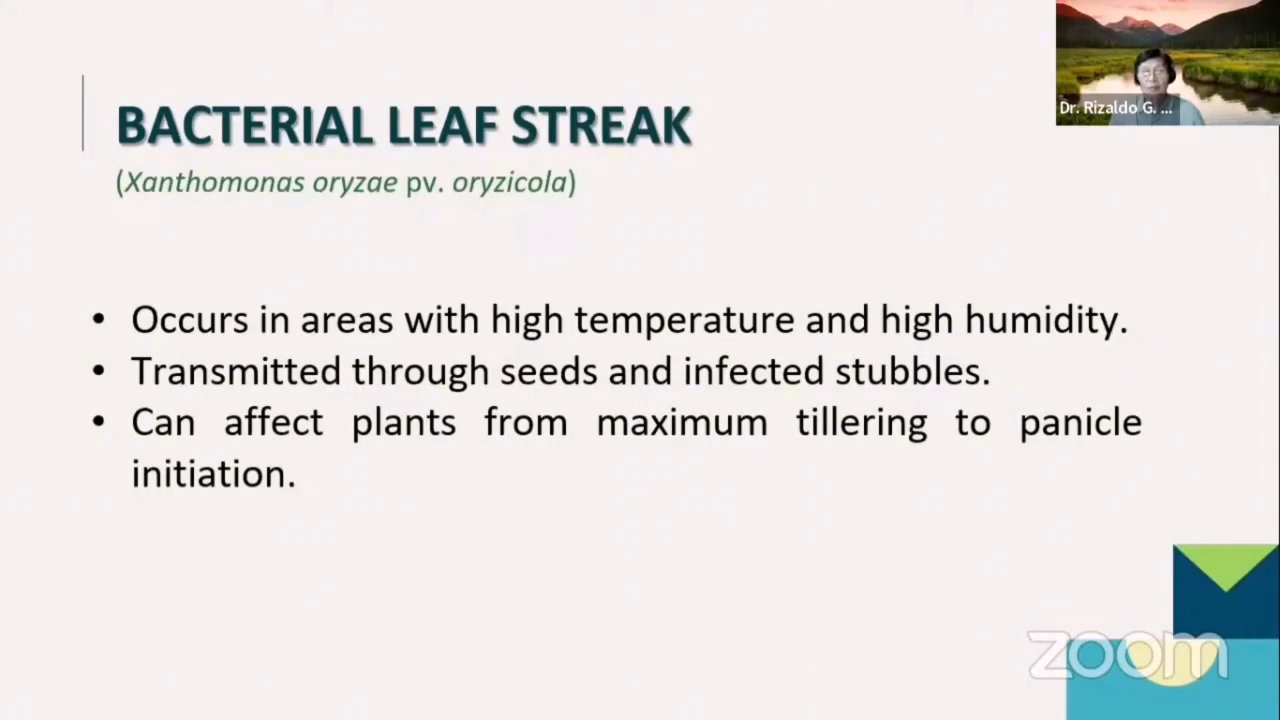 Dr. Rizaldo G. ...
BACTERIAL LEAF STREAK
(Xanthomonas oryzae pv. oryzicola)
• Occurs in areas with high temperature and high humidity.
• Transmitted through seeds and infected stubbles.
• Can affect plants from maximum tillering to panicle
initiation.
zoom